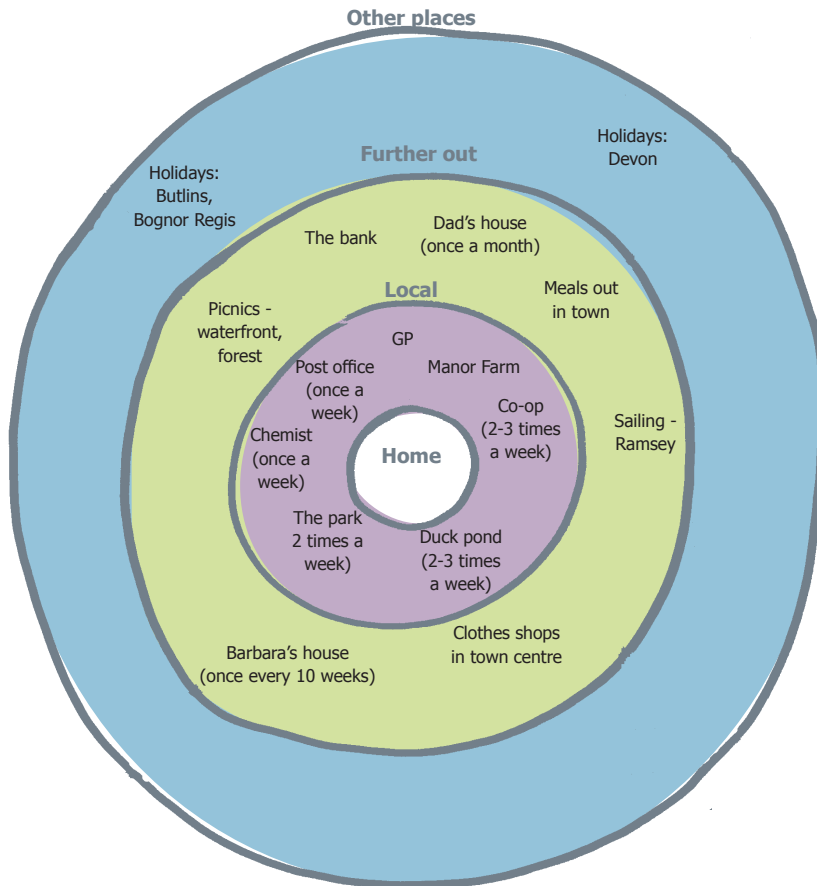 Other places
Holidays:
Devon
Holidays:
Butlins,
Bognor Regis
Further out
The bank
Dad's house
(once a month)
Meals out
in town
Picnics -
waterfront,
forest
Sailing -
Ramsey
Barbara's house
(once every 10 weeks)
Clothes shops
in town centre
Local
GP
Manor Farm
Post office
(once a
week)
Co-op
(2-3 times
a week)
Chemist
(once a
week)
The park
2 times a
week)
Duck pond
(2-3 times
a week)
Home